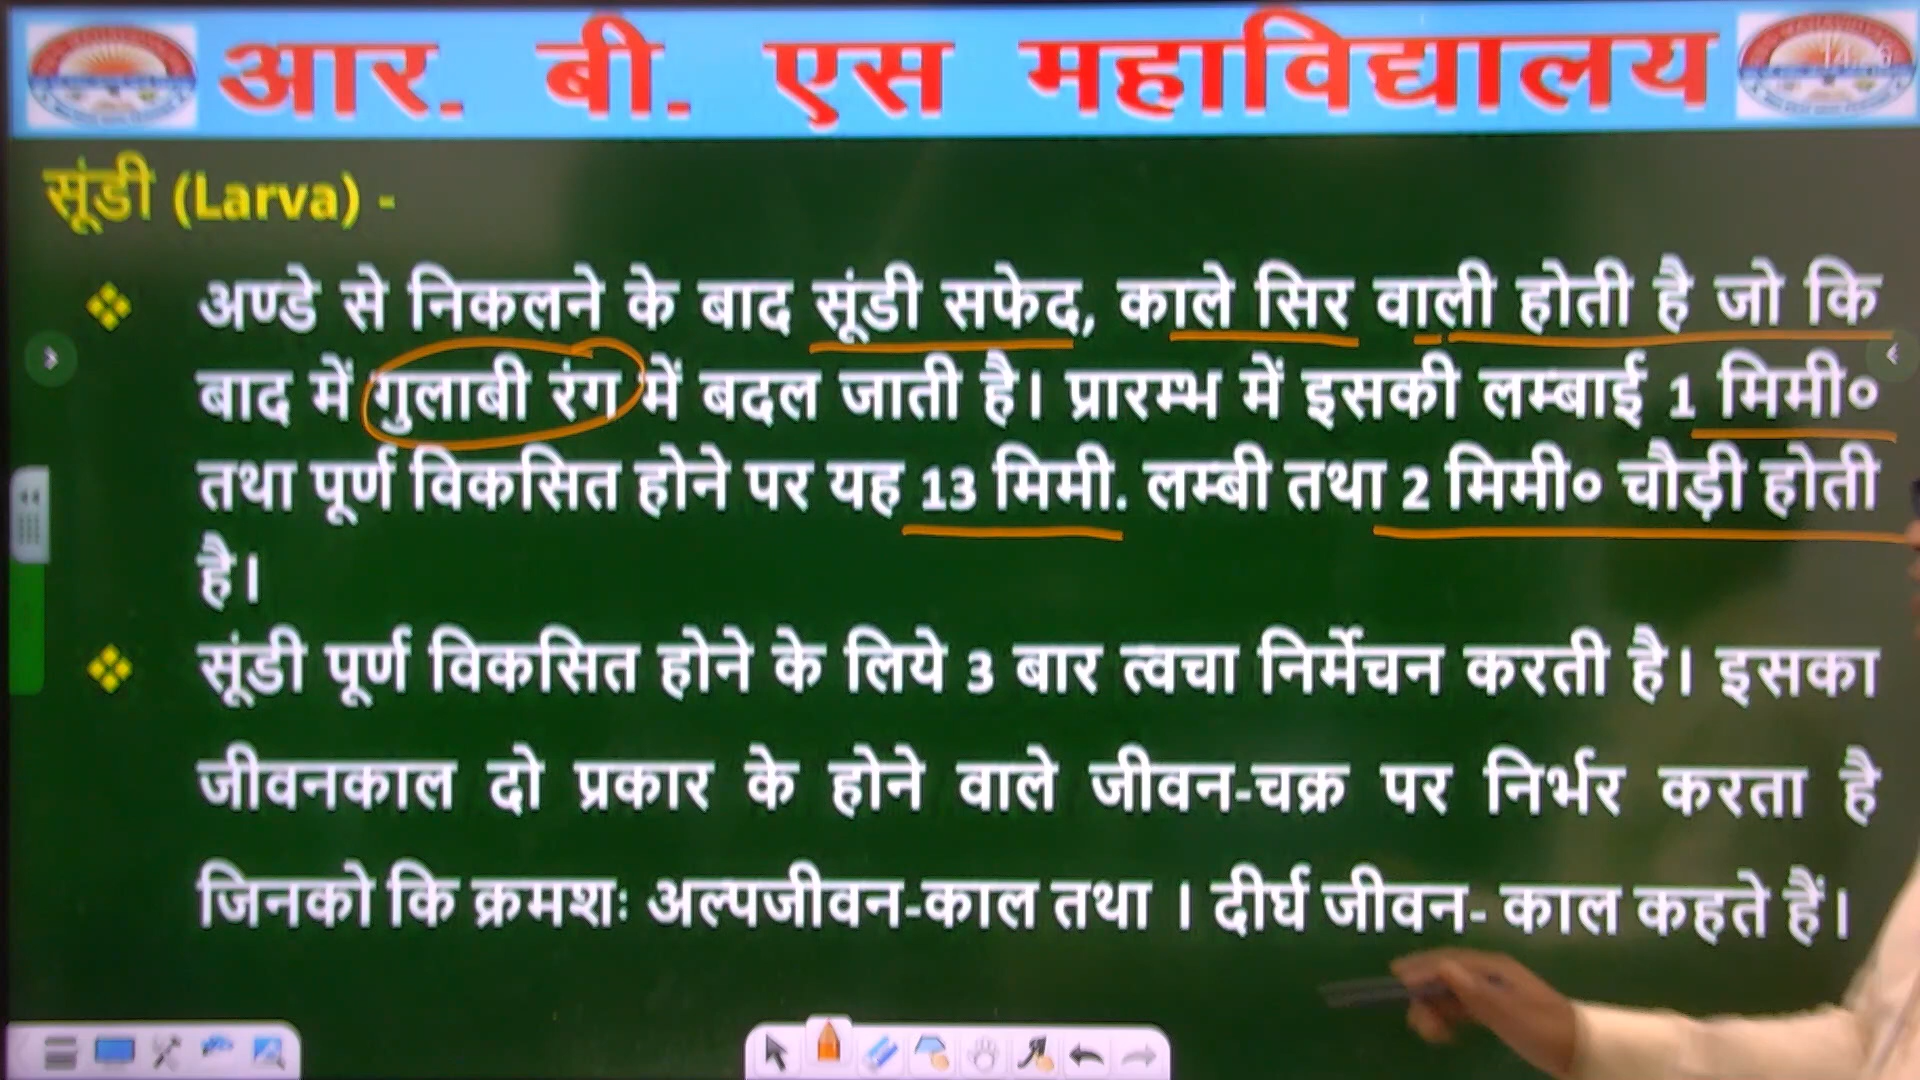 आर. बी. एस महाविद्यालय
सूंडी (Larva) -
अण्डे से निकलने के बाद सूंडी सफेद, काले सिर वाली होती है जो कि
बाद में गुलाबी रंग में बदल जाती है। प्रारम्भ में इसकी लम्बाई 1 मिमी०
तथा पूर्ण विकसित होने पर यह 13 मिमी. लम्बी तथा 2 मिमी० चौड़ी होती
है।
सूंडी पूर्ण विकसित होने के लिये 3 बार त्वचा निर्मेचन करती है। इसका
जीवनकाल दो प्रकार के होने वाले जीवन-चक्र पर निर्भर करता है
जिनको कि क्रमशः अल्पजीवन-काल तथा । दीर्घ जीवन- काल कहते हैं।